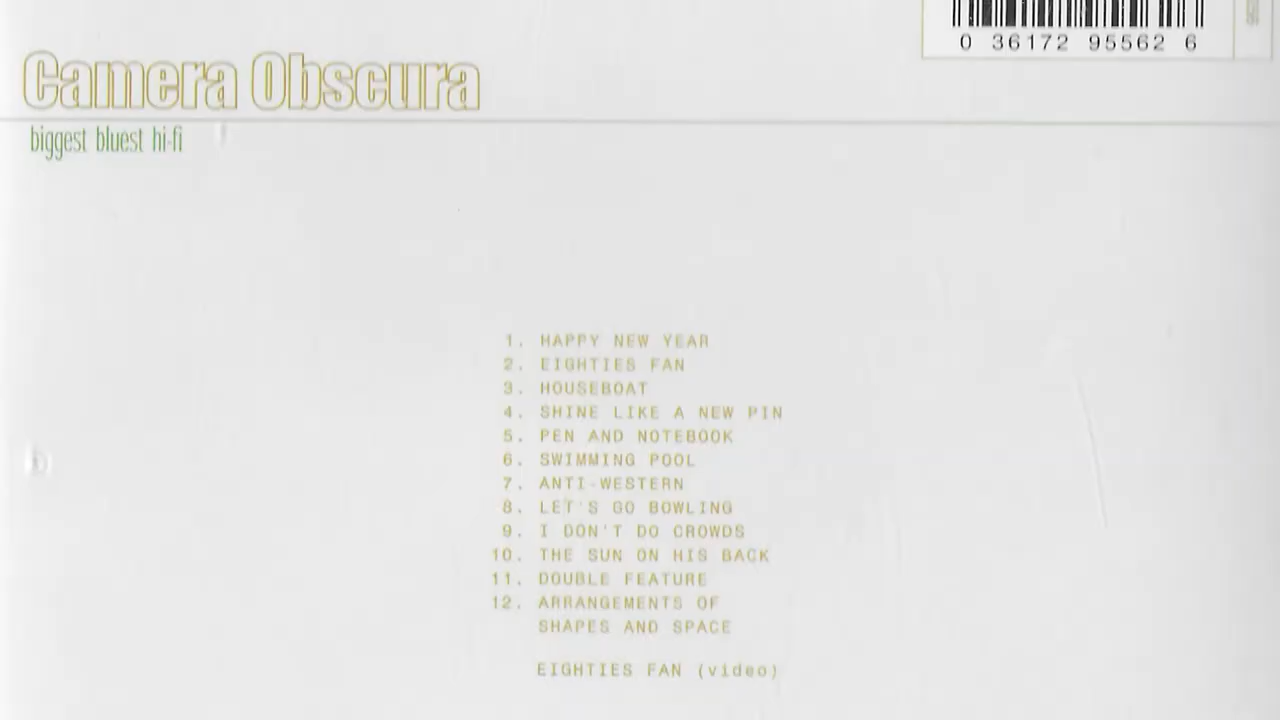 0 36172 95562 6
Camera Obscura
biggest bluest hi-fi
1. HAPPY NEW YEAR
2. EIGHTIES FAN
3. HOUSEBOAT
4. SHINE LIKE A NEW PIN
5. PEN AND NOTEBOOK
6. SWIMMING POOL
7. ANTI-WESTERN
8. LET'S GO BOWLING
9. I DON'T DO CROWDS
10. THE SUN ON HIS BACK
11. DOUBLE FEATURE
12. ARRANGEMENTS OF
SHAPES AND SPACE
EIGHTIES FAN (video)